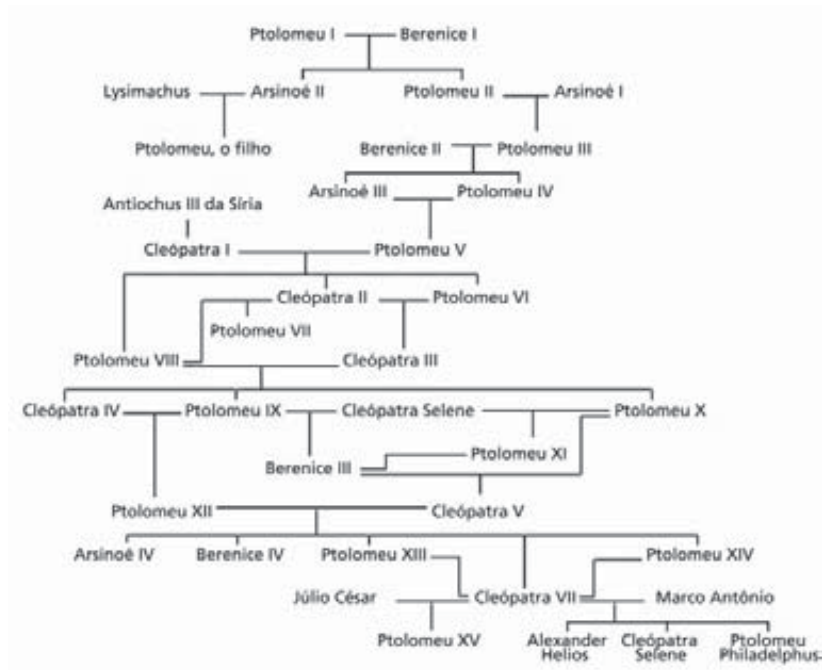 Ptolomeu I Berenice I
Lysimachus Arsinoé II Ptolomeu II Arsinoé I
Ptolomeu, o filho Berenice II Ptolomeu III
Arsinoé III Ptolomeu IV
Antiochus III da Síria
Cleópatra I Ptolomeu V
Cleópatra II Ptolomeu VI
Ptolomeu VII
Ptolomeu VIII Cleópatra III
Cleópatra IV Ptolomeu IX Cleópatra Selene Ptolomeu X
Ptolomeu XI
Berenice III
Ptolomeu XII Cleópatra V
Arsinoé IV Berenice IV Ptolomeu XIII Ptolomeu XIV
Júlio César Cleópatra VII Marco Antônio
Ptolomeu XV Alexander Cleópatra Ptolomeu
Helios Selene Philadelphus